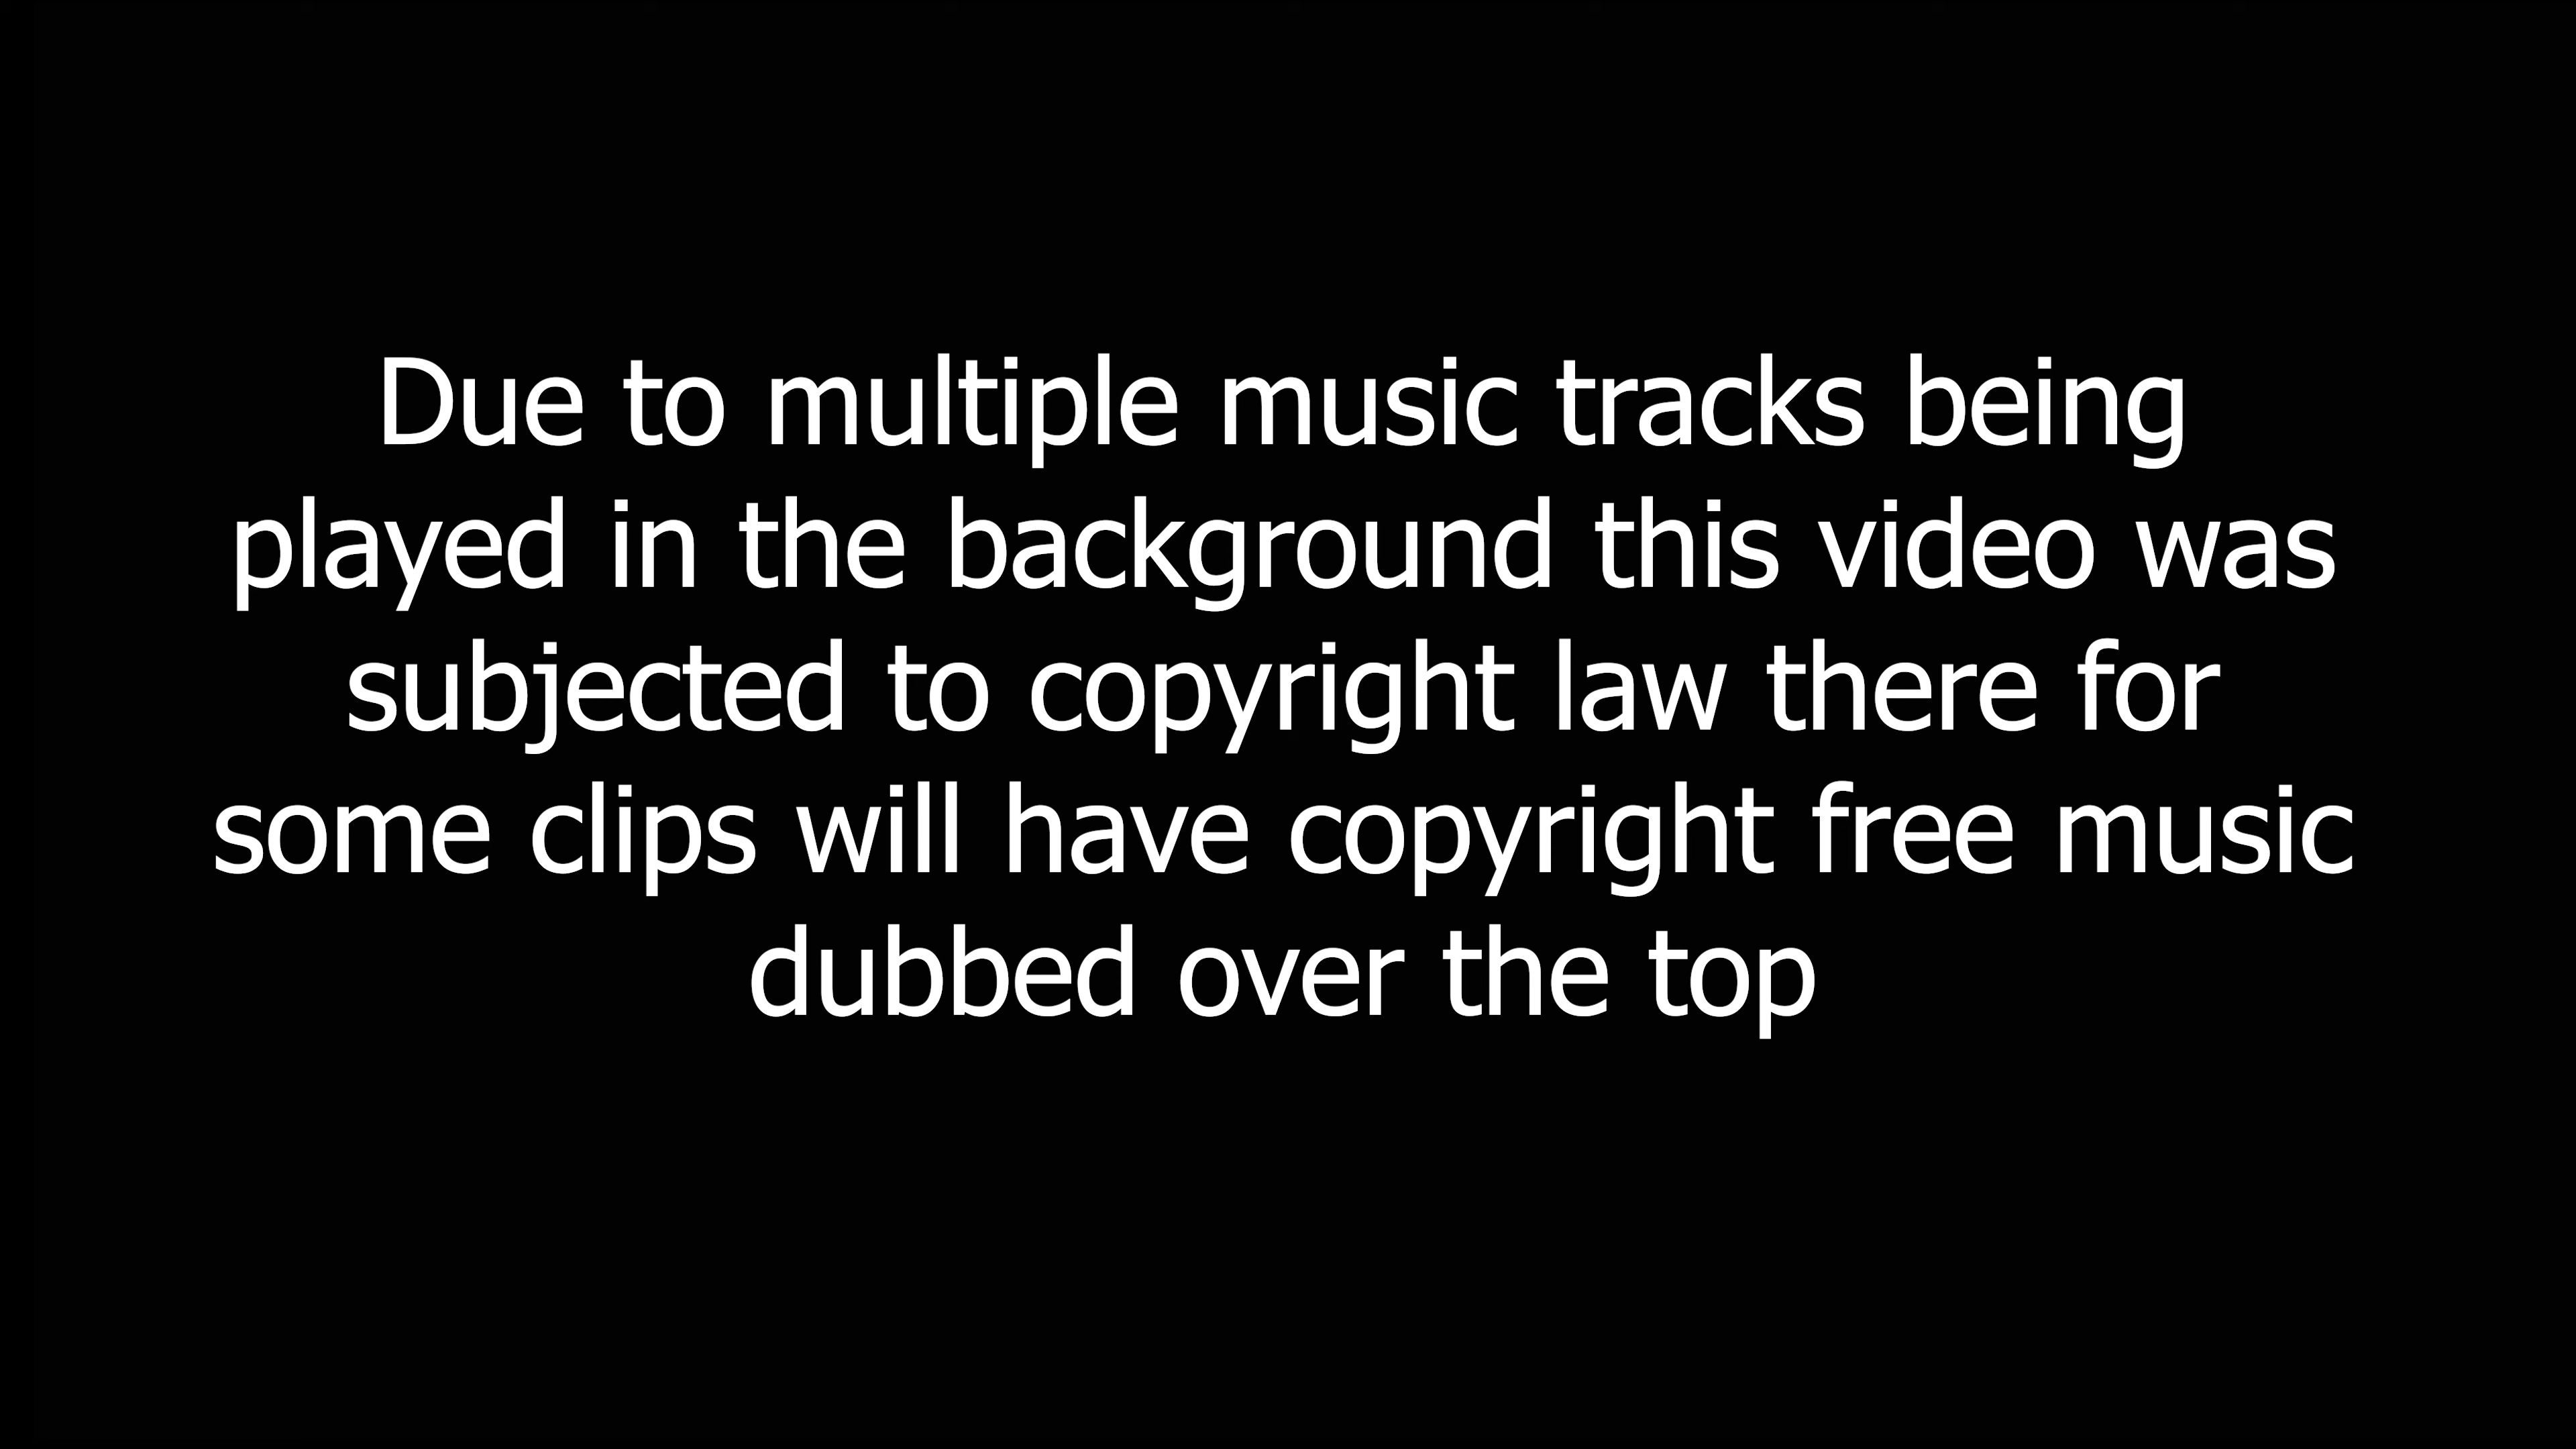 Due to multiple music tracks being
played in the background this video was
subjected to copyright law there for
some clips will have copyright free music
dubbed over the top